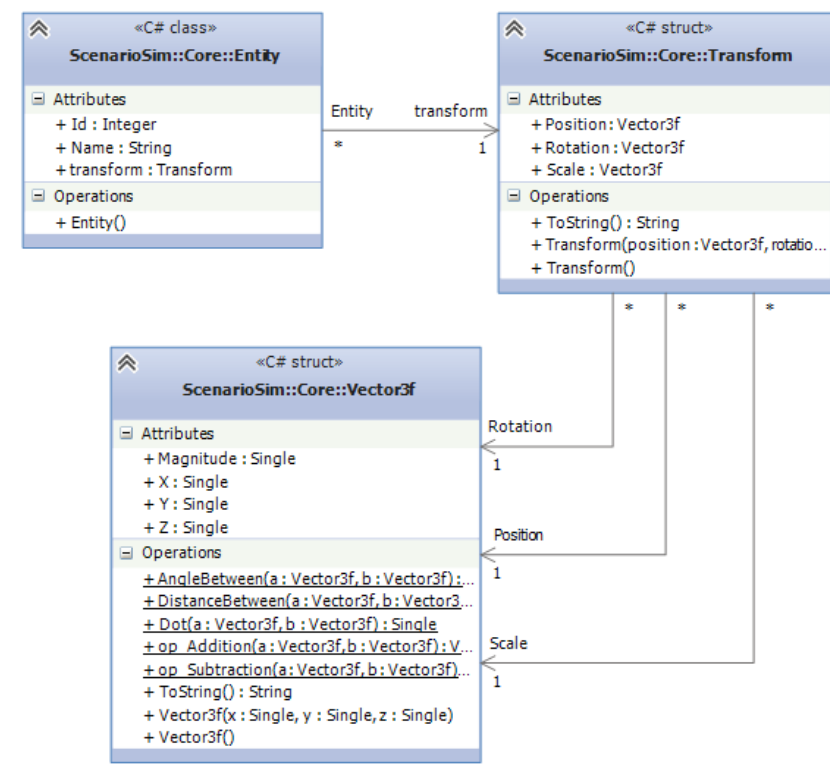 «C# class»
ScenarioSim::Core::Entity
Attributes
+ Id : Integer
+ Name : String
+ transform : Transform
Operations
+ Entity()
Entity
transform
*
1
«C# struct»
ScenarioSim::Core::Transform
Attributes
+ Position : Vector3f
+ Rotation : Vector3f
+ Scale : Vector3f
Operations
+ ToString() : String
+ Transform(position : Vector3f, rotatio...
+ Transform()
*
*
*
«C# struct»
ScenarioSim::Core::Vector3f
Attributes
+ Magnitude : Single
+ X : Single
+ Y : Single
+ Z : Single
Operations
+ AngleBetween(a : Vector3f, b : Vector3f) :...
+ DistanceBetween(a : Vector3f, b : Vector3...
+ Dot(a : Vector3f, b : Vector3f) : Single
+ op_Addition(a : Vector3f, b : Vector3f) : V...
+ op_Subtraction(a : Vector3f, b : Vector3f)...
+ ToString() : String
+ Vector3f(x : Single, y : Single, z : Single)
+ Vector3f()
Rotation
1
Position
1
Scale
1